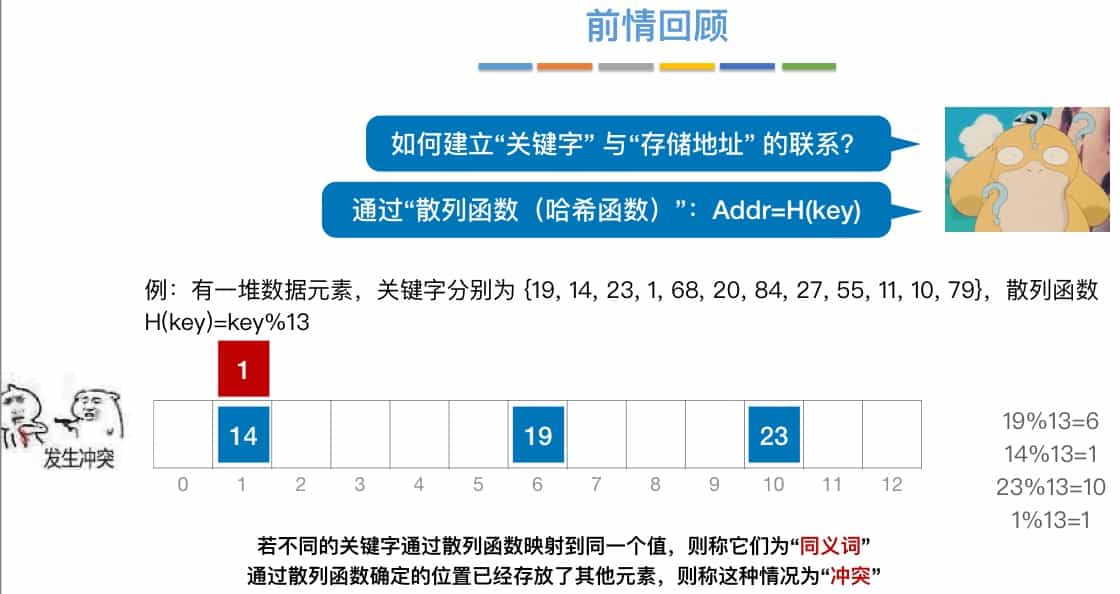 前情回顾
如何建立“关键字” 与“存储地址” 的联系?
通过“散列函数（哈希函数）”：Addr=H(key)
例：有一堆数据元素，关键字分别为 {19, 14, 23, 1, 68, 20, 84, 27, 55, 11, 10, 79}，散列函数
H(key)=key%13
1
14 19 23
0 1 2 3 4 5 6 7 8 9 10 11 12
发生冲突
19%13=6
14%13=1
23%13=10
1%13=1
若不同的关键字通过散列函数映射到同一个值，则称它们为“同义词”
通过散列函数确定的位置已经存放了其他元素，则称这种情况为“冲突”